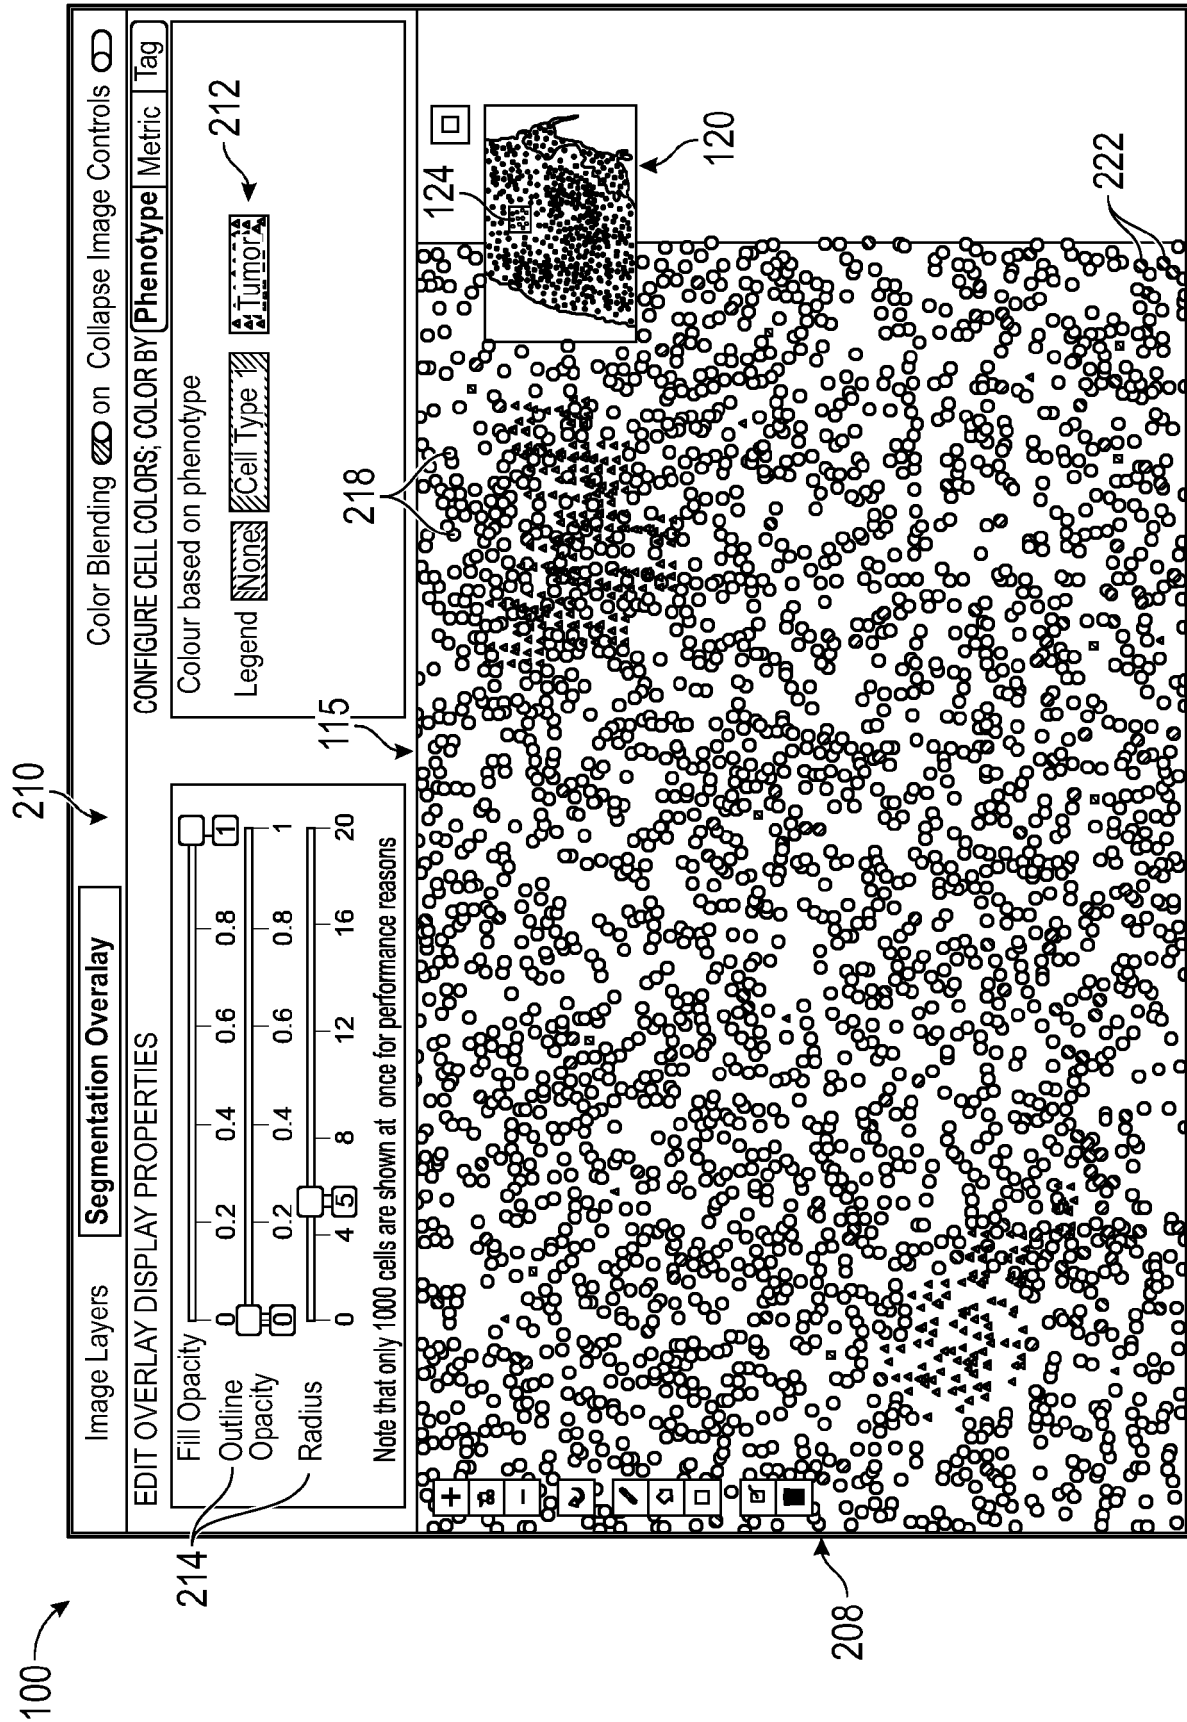 100
210
Image Layers Segmentation Overalay Color Blending on Collapse Image Controls
EDIT OVERLAY DISPLAY PROPERTIES
CONFIGURE CELL COLORS; COLOR BY Phenotype Metric Tag
Fill Opacity
0 0.2 0.4 0.6 0.8 1
Outline
Opacity
0 0.2 0.4 0.6 0.8 1
Radius
0 4 5 8 12 16 20
Note that only 1000 cells are shown at once for performance reasons
214
Colour based on phenotype
Legend None Cell Type 1 Tumor
212
115
218
124
120
208
222